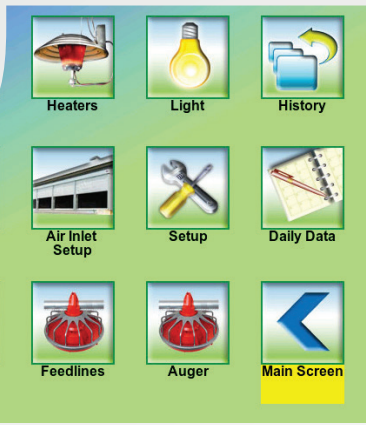 Heaters Light History
Air Inlet
Setup
Setup Daily Data
Feedlines Auger Main Screen